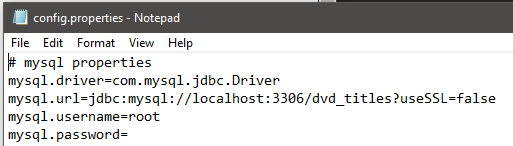 config.properties - Notepad
File Edit Format View Help
# mysql properties
mysql.driver=com.mysql.jdbc.Driver
mysql.url=jdbc:mysql://localhost:3306/dvd_titles?useSSL=false
mysql.username=root
mysql.password=